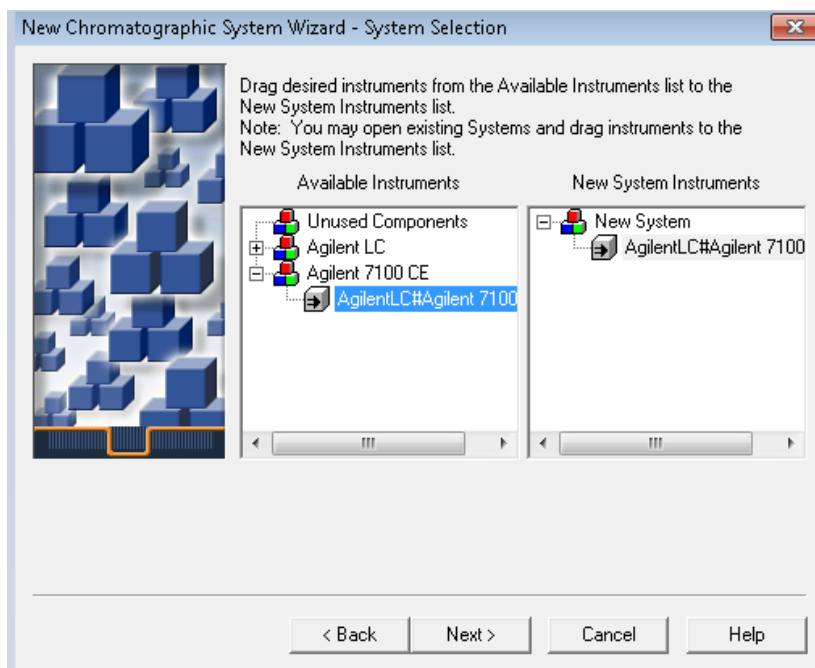 New Chromatographic System Wizard - System Selection
Drag desired instruments from the Available Instruments list to the
New System Instruments list.
Note: You may open existing Systems and drag instruments to the
New System Instruments list.
Available Instruments
New System Instruments
Unused Components
Agilent LC
Agilent 7100 CE
AgilentLC#Agilent 7100
New System
AgilentLC#Agilent 7100
< Back
Next >
Cancel
Help